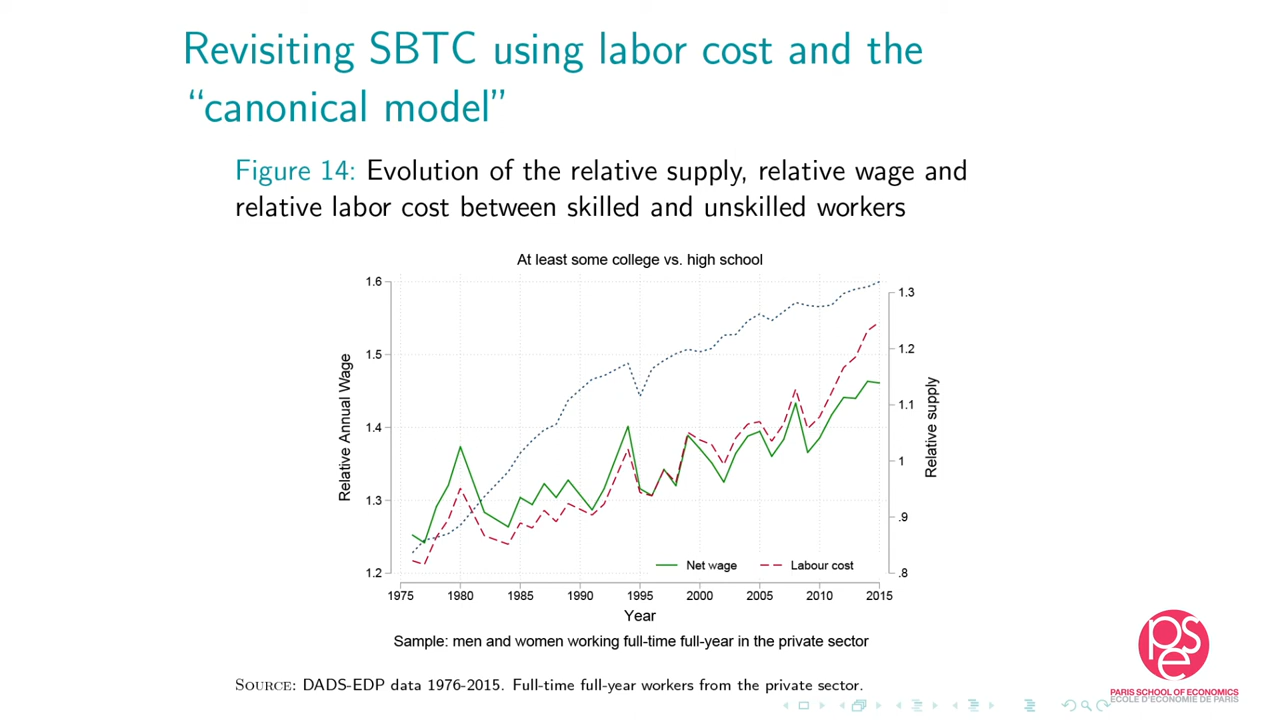 Revisiting SBTC using labor cost and the
“canonical model”
Figure 14: Evolution of the relative supply, relative wage and
relative labor cost between skilled and unskilled workers
At least some college vs. high school
1.6
1.5
1.4
1.3
1.2
Relative Annual Wage
1.3
1.2
1.1
1
.9
.8
Relative supply
Net wage
Labour cost
1975 1980 1985 1990 1995 2000 2005 2010 2015
Year
Sample: men and women working full-time full-year in the private sector
Source: DADS-EDP data 1976-2015. Full-time full-year workers from the private sector.
pse
PARIS SCHOOL OF ECONOMICS
ECOLE D'ECONOMIE DE PARIS